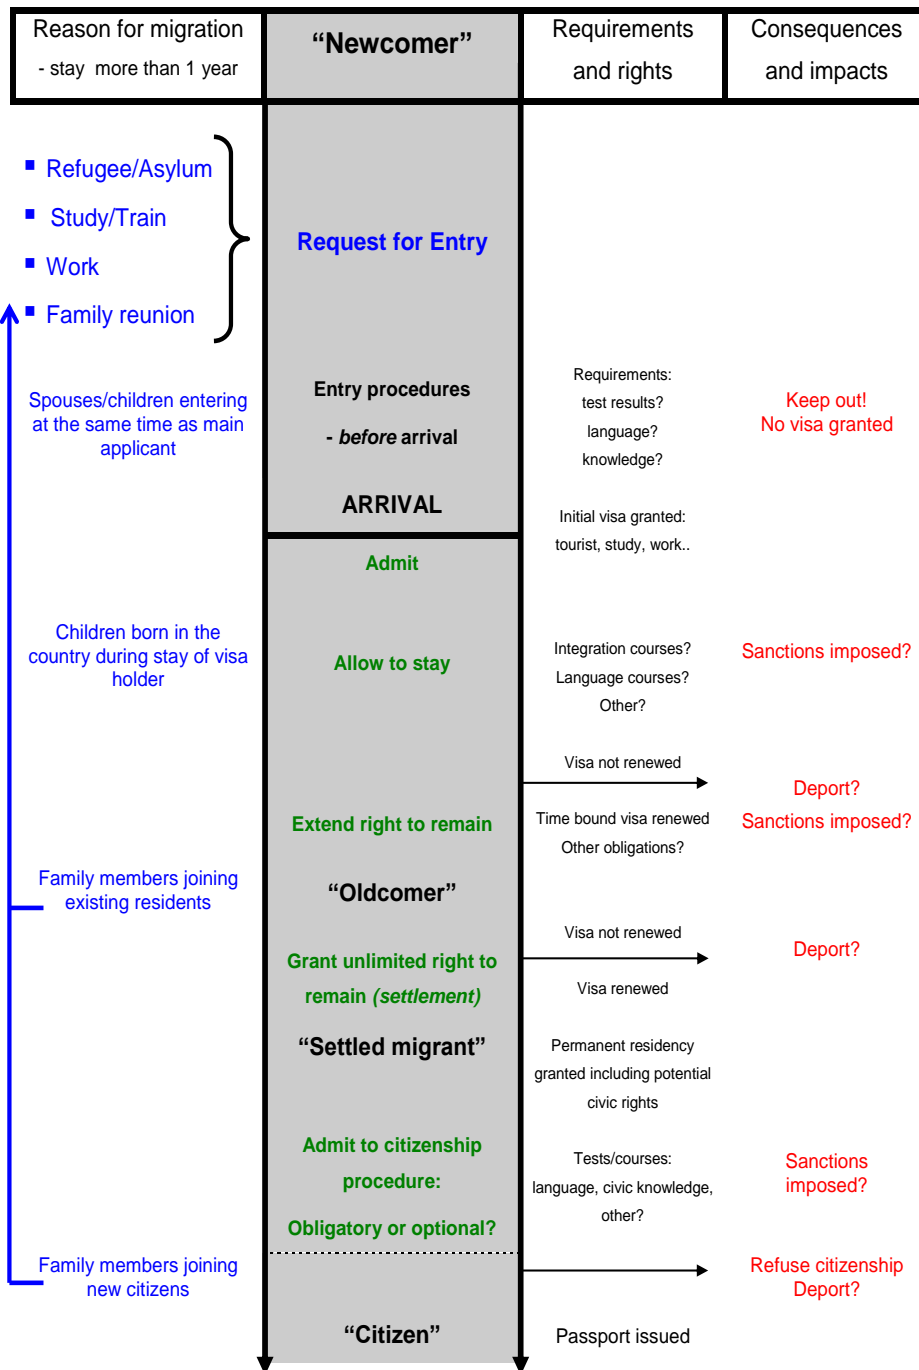 Reason for migration
- stay more than 1 year
“Newcomer”
Requirements
and rights
Consequences
and impacts
▪ Refugee/Asylum
▪ Study/Train
▪ Work
▪ Family reunion
Request for Entry
Spouses/children entering
at the same time as main
applicant
Entry procedures
- before arrival
Requirements:
test results?
language?
knowledge?
Keep out!
No visa granted
ARRIVAL
Initial visa granted:
tourist, study, work..
Admit
Children born in the
country during stay of visa
holder
Allow to stay
Integration courses?
Language courses?
Other?
Sanctions imposed?
Visa not renewed
Deport?
Extend right to remain
Time bound visa renewed
Other obligations?
Sanctions imposed?
Family members joining
existing residents
“Oldcomer”
Visa not renewed
Deport?
Grant unlimited right to
remain (settlement)
Visa renewed
“Settled migrant”
Permanent residency
granted including potential
civic rights
Admit to citizenship
procedure:
Obligatory or optional?
Tests/courses:
language, civic knowledge,
other?
Sanctions
imposed?
Family members joining
new citizens
Refuse citizenship
Deport?
“Citizen”
Passport issued